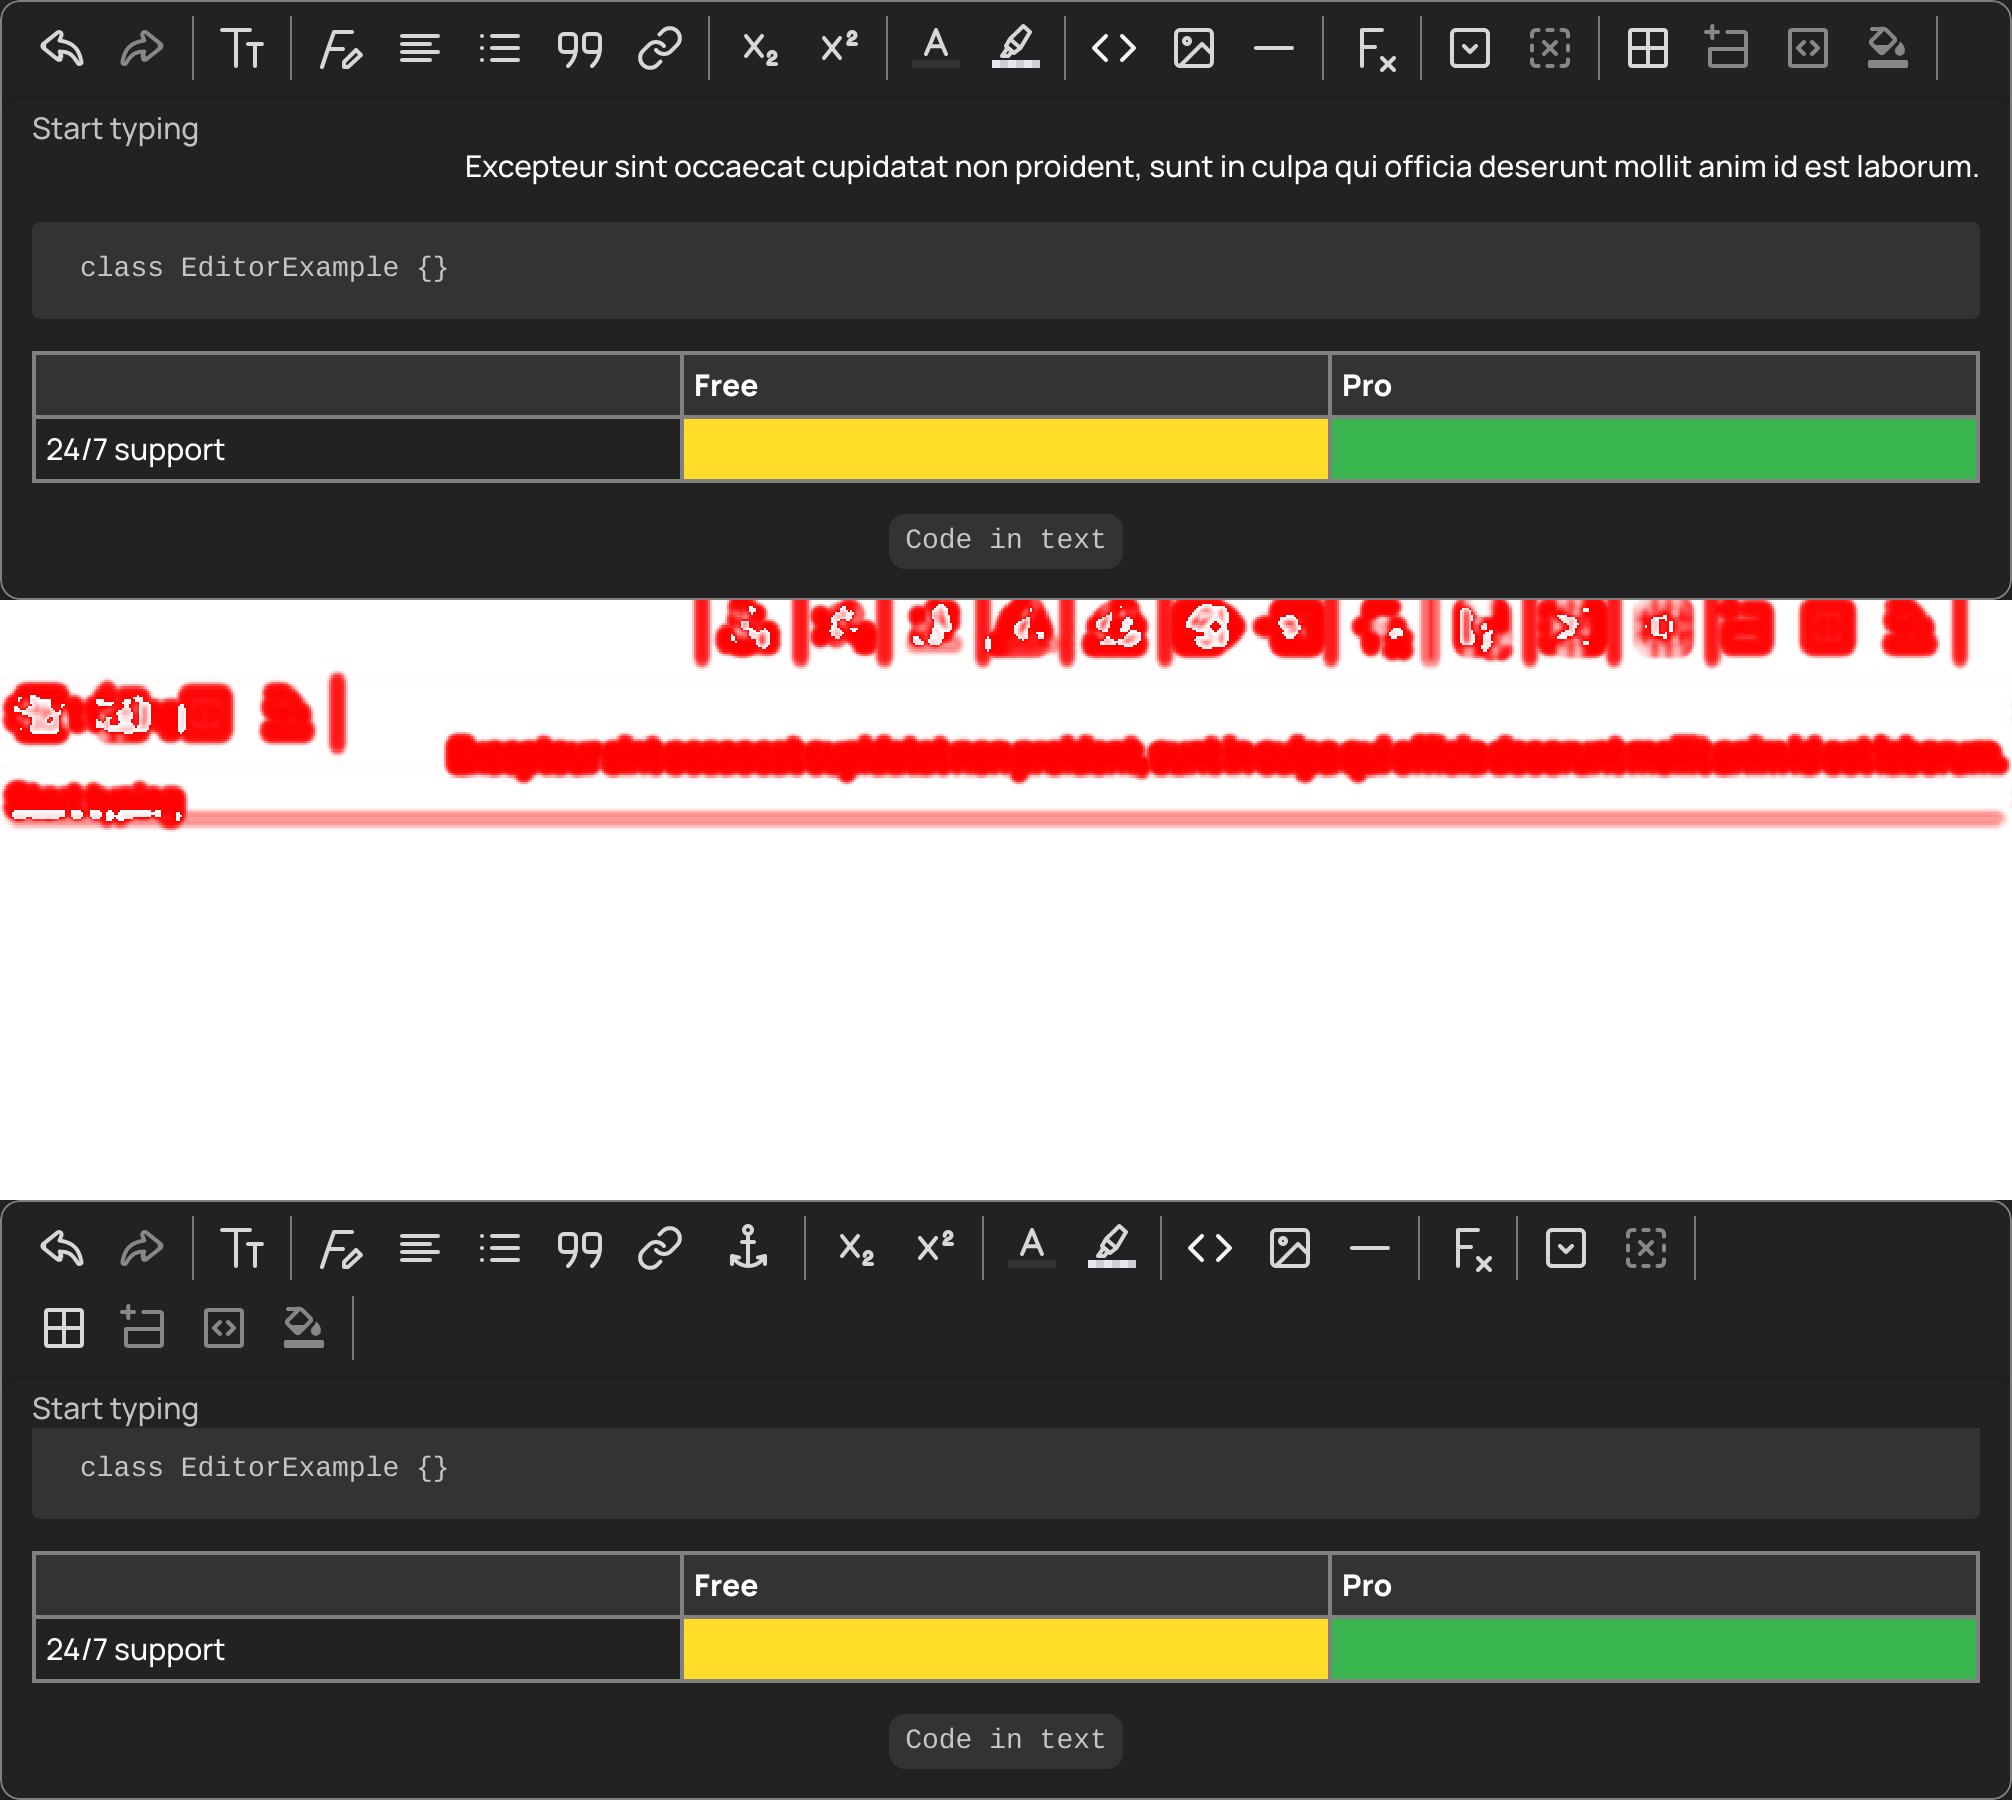 Start typing
Excepteur sint occaecat cupidatat non proident, sunt in culpa qui officia deserunt mollit anim id est laborum.
class EditorExample {}
Free Pro
24/7 support
Code in text
Start typing
class EditorExample {}
Free Pro
24/7 support
Code in text